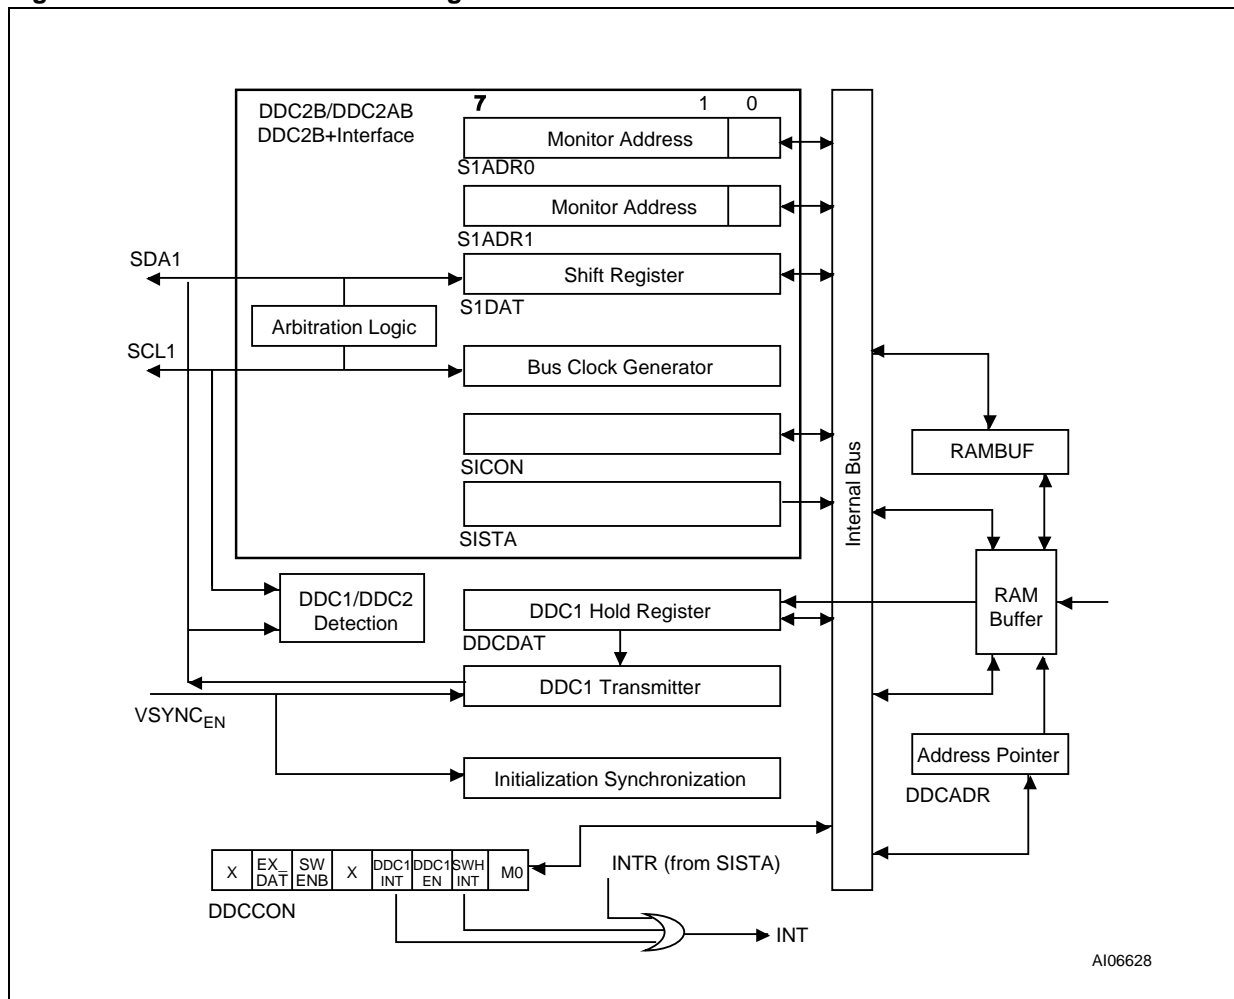 DDC2B/DDC2AB
DDC2B+Interface
7 1 0
Monitor Address
S1ADR0
Monitor Address
S1ADR1
SDA1
Shift Register
S1DAT
Arbitration Logic
SCL1
Bus Clock Generator
Internal Bus
RAMBUF
SICON
SISTA
DDC1/DDC2
Detection
DDC1 Hold Register
RAM
Buffer
DDCDAT
DDC1 Transmitter
VSYNCEN
Initialization Synchronization
Address Pointer
DDCADR
X EX_DAT SW ENB X DDC1 INT DDC1 EN SWH INT M0
DDCCON
INTR (from SISTA)
INT
AI06628